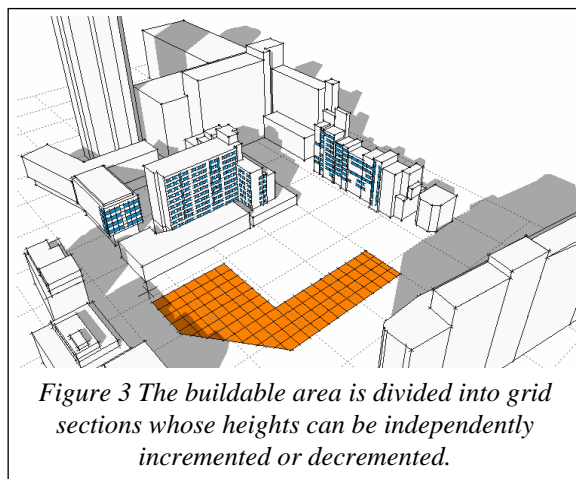 Figure 3 The buildable area is divided into grid
sections whose heights can be independently
incremented or decremented.